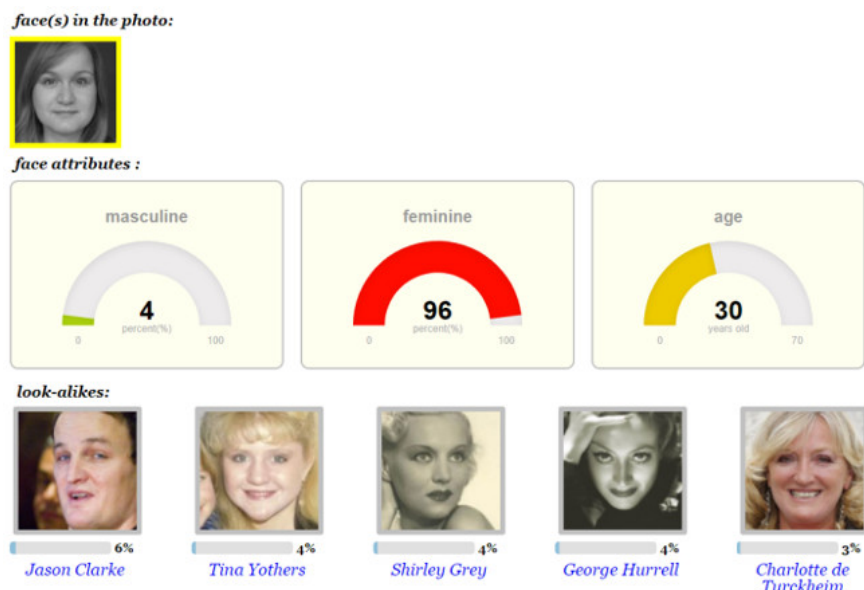 face(s) in the photo:
face attributes :
masculine
feminine
age
4
96
30
percent(%)
percent(%)
years old
0
100
0
100
0
70
look-alikes:
6%
4%
4%
4%
3%
Jason Clarke
Tina Yothers
Shirley Grey
George Hurrell
Charlotte de
Turckheim